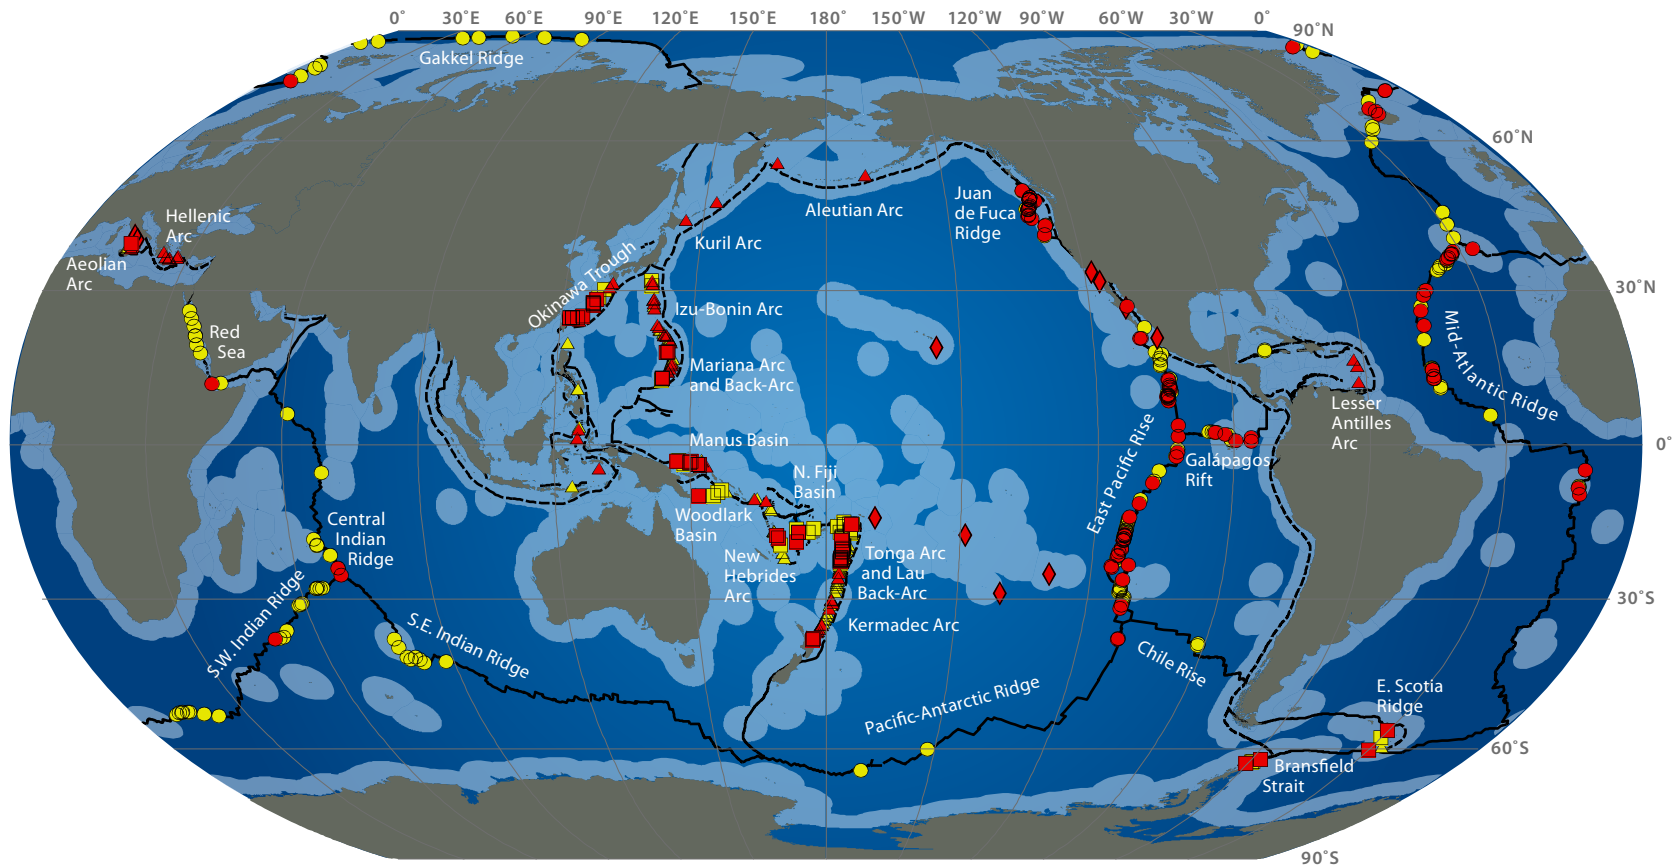 0˚
30˚E
60˚E
90˚E
120˚E
150˚E
180˚
150˚W
120˚W
90˚W
60˚W
30˚W
0˚
90˚N
Gakkel Ridge
60˚N
Hellenic
Arc
Aeolian
Arc
Juan
de Fuca
Ridge
Aleutian Arc
Kuril Arc
Okinawa Trough
30˚N
Izu-Bonin Arc
Red
Sea
Mid-Atlantic Ridge
Mariana Arc
and Back-Arc
Lesser
Antilles
Arc
Manus Basin
0˚
East Pacific Rise
Galápagos
Rift
N. Fiji
Basin
Woodlark
Basin
Central
Indian
Ridge
New
Hebrides
Arc
Tonga Arc
and Lau
Back-Arc
30˚S
S.W. Indian Ridge
S.E. Indian Ridge
Kermadec Arc
Chile Rise
Pacific-Antarctic Ridge
E. Scotia
Ridge
60˚S
Bransfield
Strait
90˚S